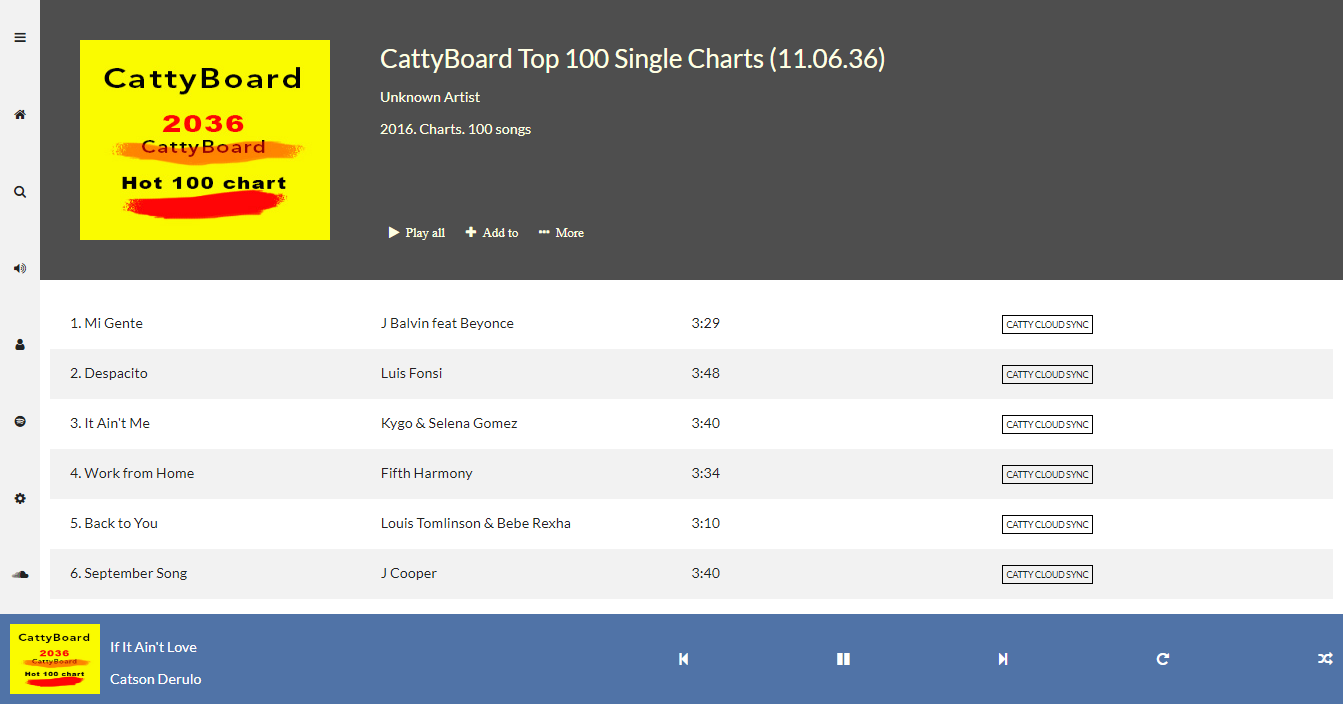 CattyBoard
2036
CattyBoard
Hot 100 chart
CattyBoard Top 100 Single Charts (11.06.36)
Unknown Artist
2016. Charts. 100 songs
Play all Add to More
1. Mi Gente J Balvin feat Beyonce 3:29 CATTY CLOUD SYNC
2. Despacito Luis Fonsi 3:48 CATTY CLOUD SYNC
3. It Ain't Me Kygo & Selena Gomez 3:40 CATTY CLOUD SYNC
4. Work from Home Fifth Harmony 3:34 CATTY CLOUD SYNC
5. Back to You Louis Tomlinson & Bebe Rexha 3:10 CATTY CLOUD SYNC
6. September Song J Cooper 3:40 CATTY CLOUD SYNC
CattyBoard
2036
CattyBoard
Hot 100 chart
If It Ain't Love
Catson Derulo